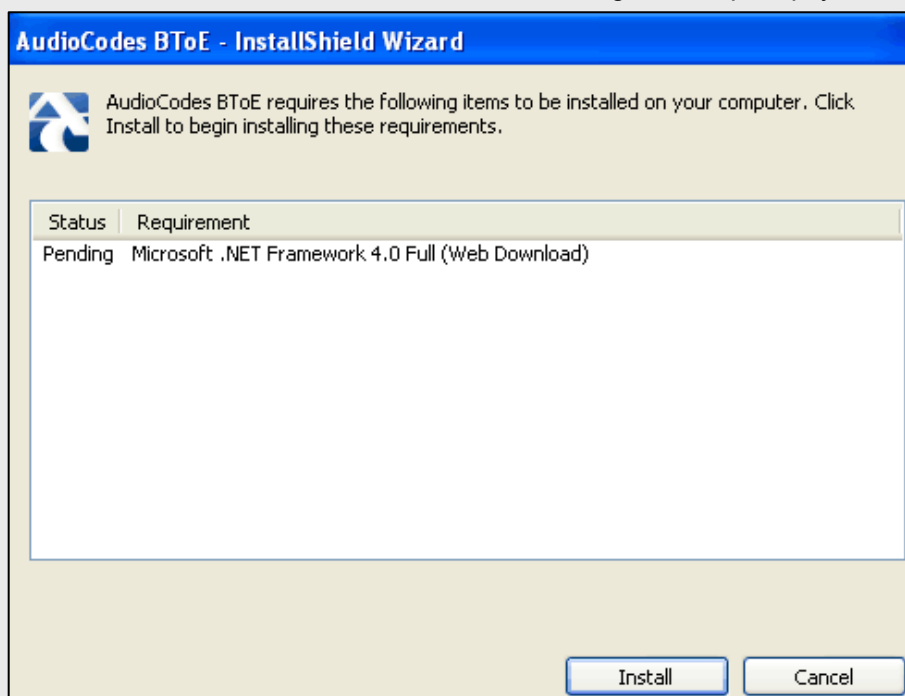 AudioCodes BToE - InstallShield Wizard
AudioCodes BToE requires the following items to be installed on your computer. Click
Install to begin installing these requirements.
Status Requirement
Pending Microsoft .NET Framework 4.0 Full (Web Download)
Install Cancel